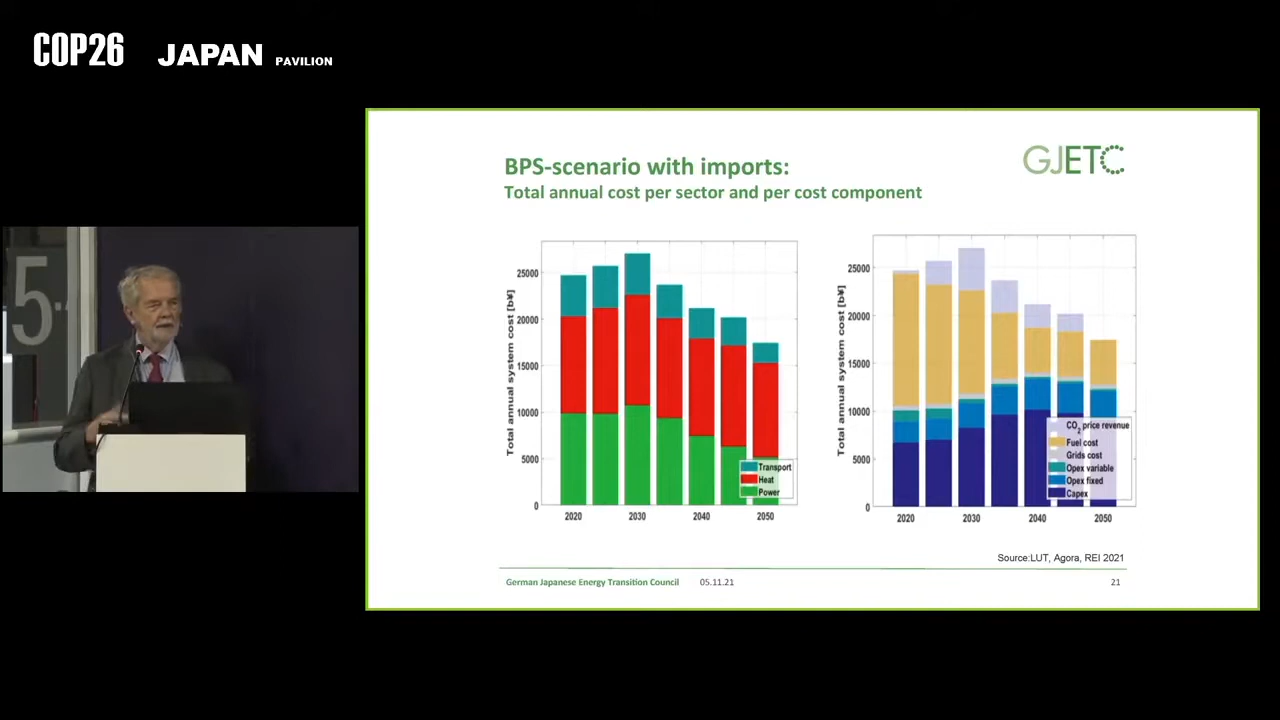 COP26 JAPAN PAVILION
BPS-scenario with imports:
Total annual cost per sector and per cost component
GJETC
Total annual system cost [b¥]
25000
20000
15000
10000
5000
0
2020
2030
2040
2050
Transport
Heat
Power
Total annual system cost [b¥]
25000
20000
15000
10000
5000
0
2020
2030
2040
2050
CO2 price revenue
Fuel cost
Grids cost
Opex variable
Opex fixed
Capex
Source:LUT, Agora, REI 2021
German Japanese Energy Transition Council 05.11.21 21
5